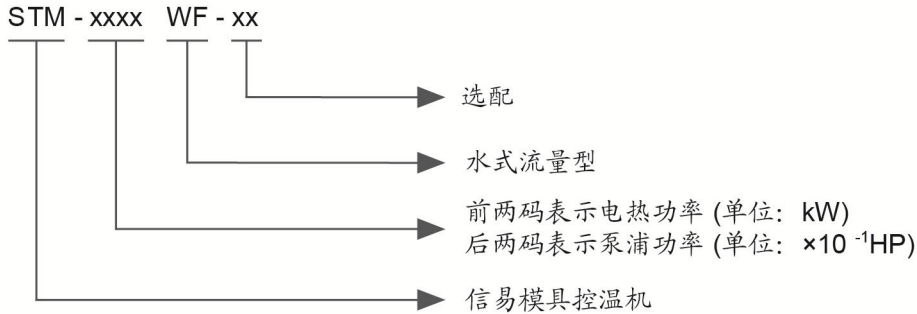 STM - xxxx WF - xx
选配
水式流量型
前两码表示电热功率 (单位：kW)
后两码表示泵浦功率 (单位：×10 -1HP)
信易模具控温机